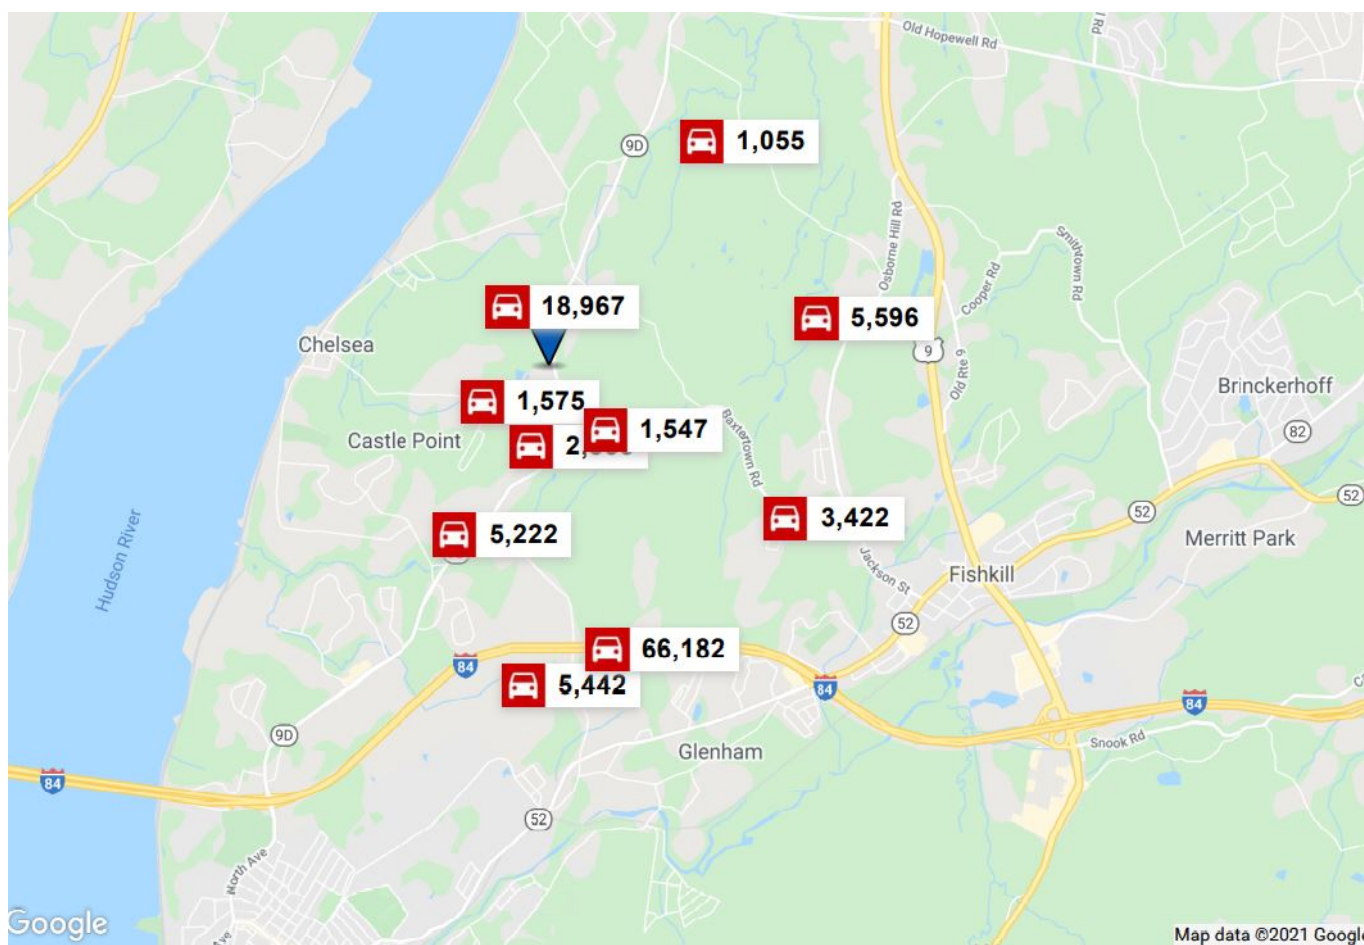 Old Hopewell Rd
l Rd
9D
1,055
Osborne Hill Rd
Smithtown Rd
Cooper Rd
18,967
5,596
Chelsea
9
Old Rte 9
Brinckerhoff
1,575
Baxtertown Rd
1,547
82
Castle Point
52
52
3,422
5,222
Merritt Park
Hudson River
Jackson St
Fishkill
52
66,182
84
5,442
84
84
9D
Snook Rd
Glenham
84
52
North Ave
Ave
Google
Map data ©2021 Google